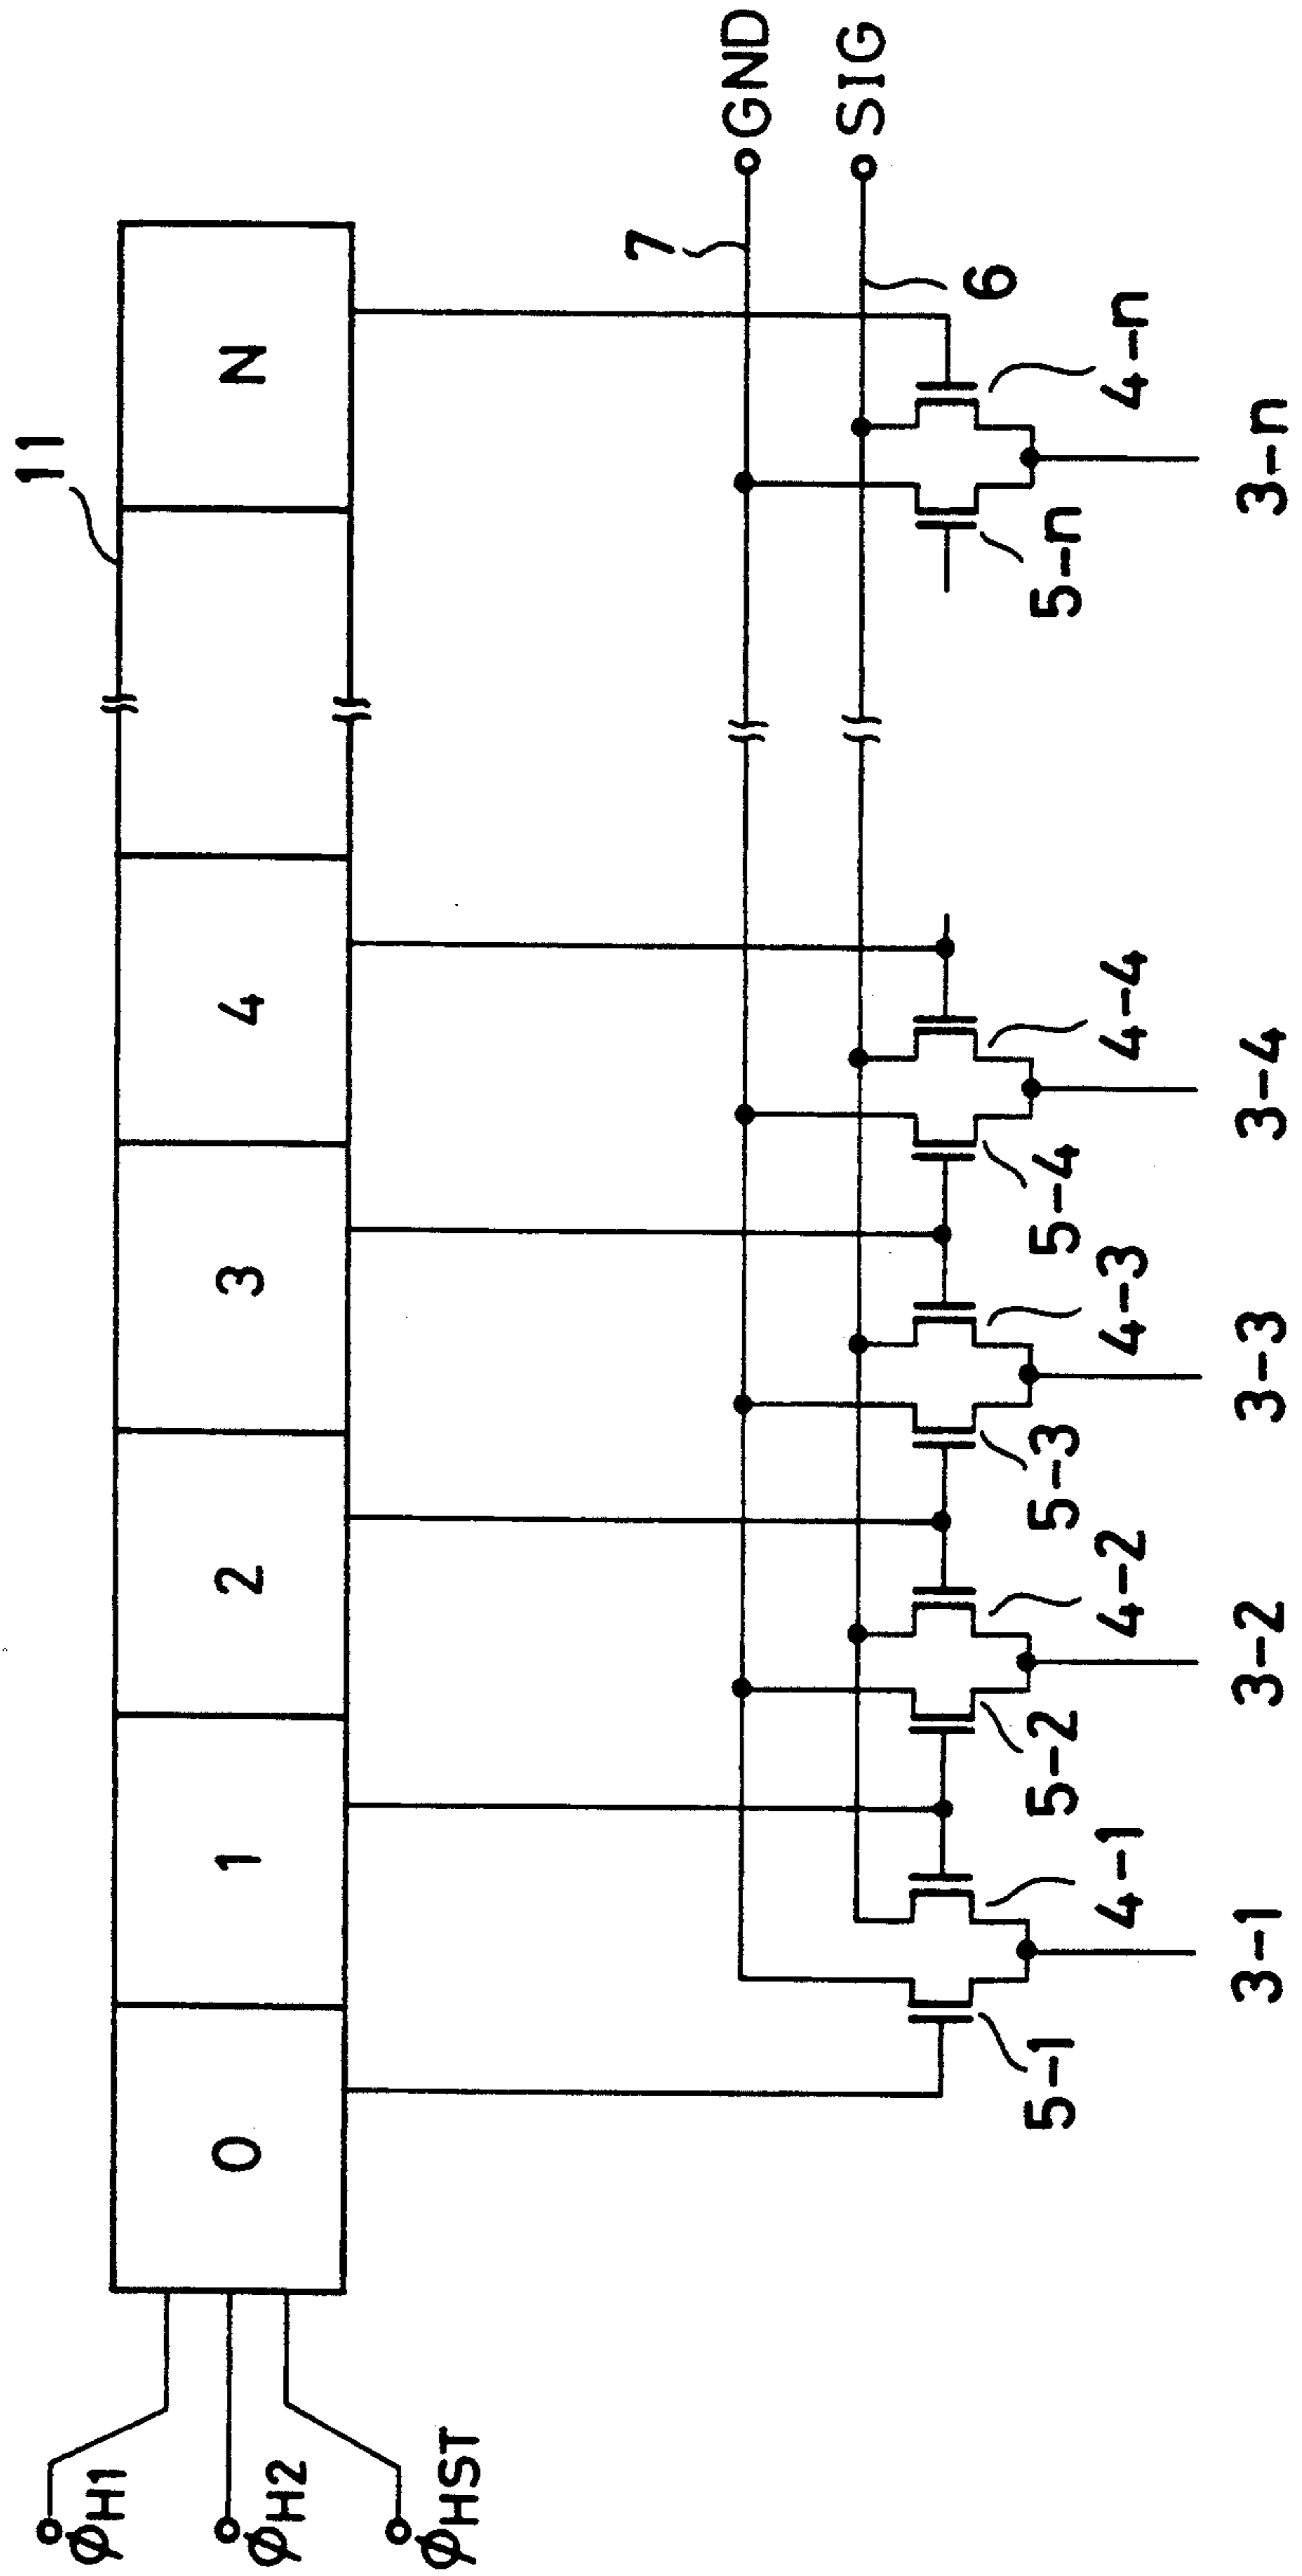 11
0 1 2 3 4 N
φH1
φH2
φHST
7
GND
SIG
6
5-1 4-1 5-2 4-2 5-3 4-3 5-4 4-4 5-n 4-n
3-1 3-2 3-3 3-4 3-n